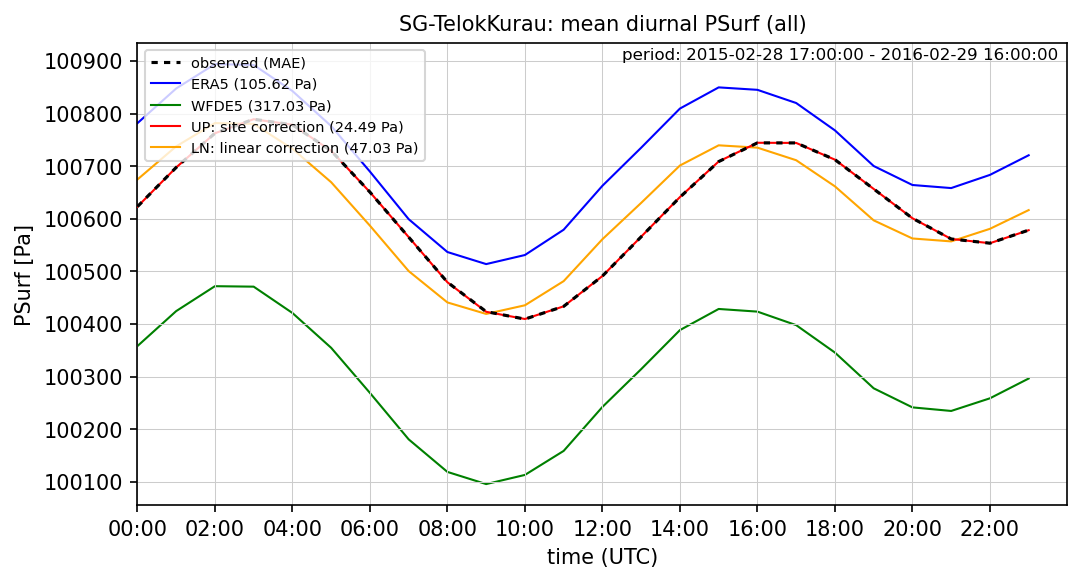 SG-TelokKurau: mean diurnal PSurf (all)
period: 2015-02-28 17:00:00 - 2016-02-29 16:00:00
observed (MAE)
ERA5 (105.62 Pa)
WFDE5 (317.03 Pa)
UP: site correction (24.49 Pa)
LN: linear correction (47.03 Pa)
PSurf [Pa]
100900
100800
100700
100600
100500
100400
100300
100200
100100
00:00 02:00 04:00 06:00 08:00 10:00 12:00 14:00 16:00 18:00 20:00 22:00
time (UTC)